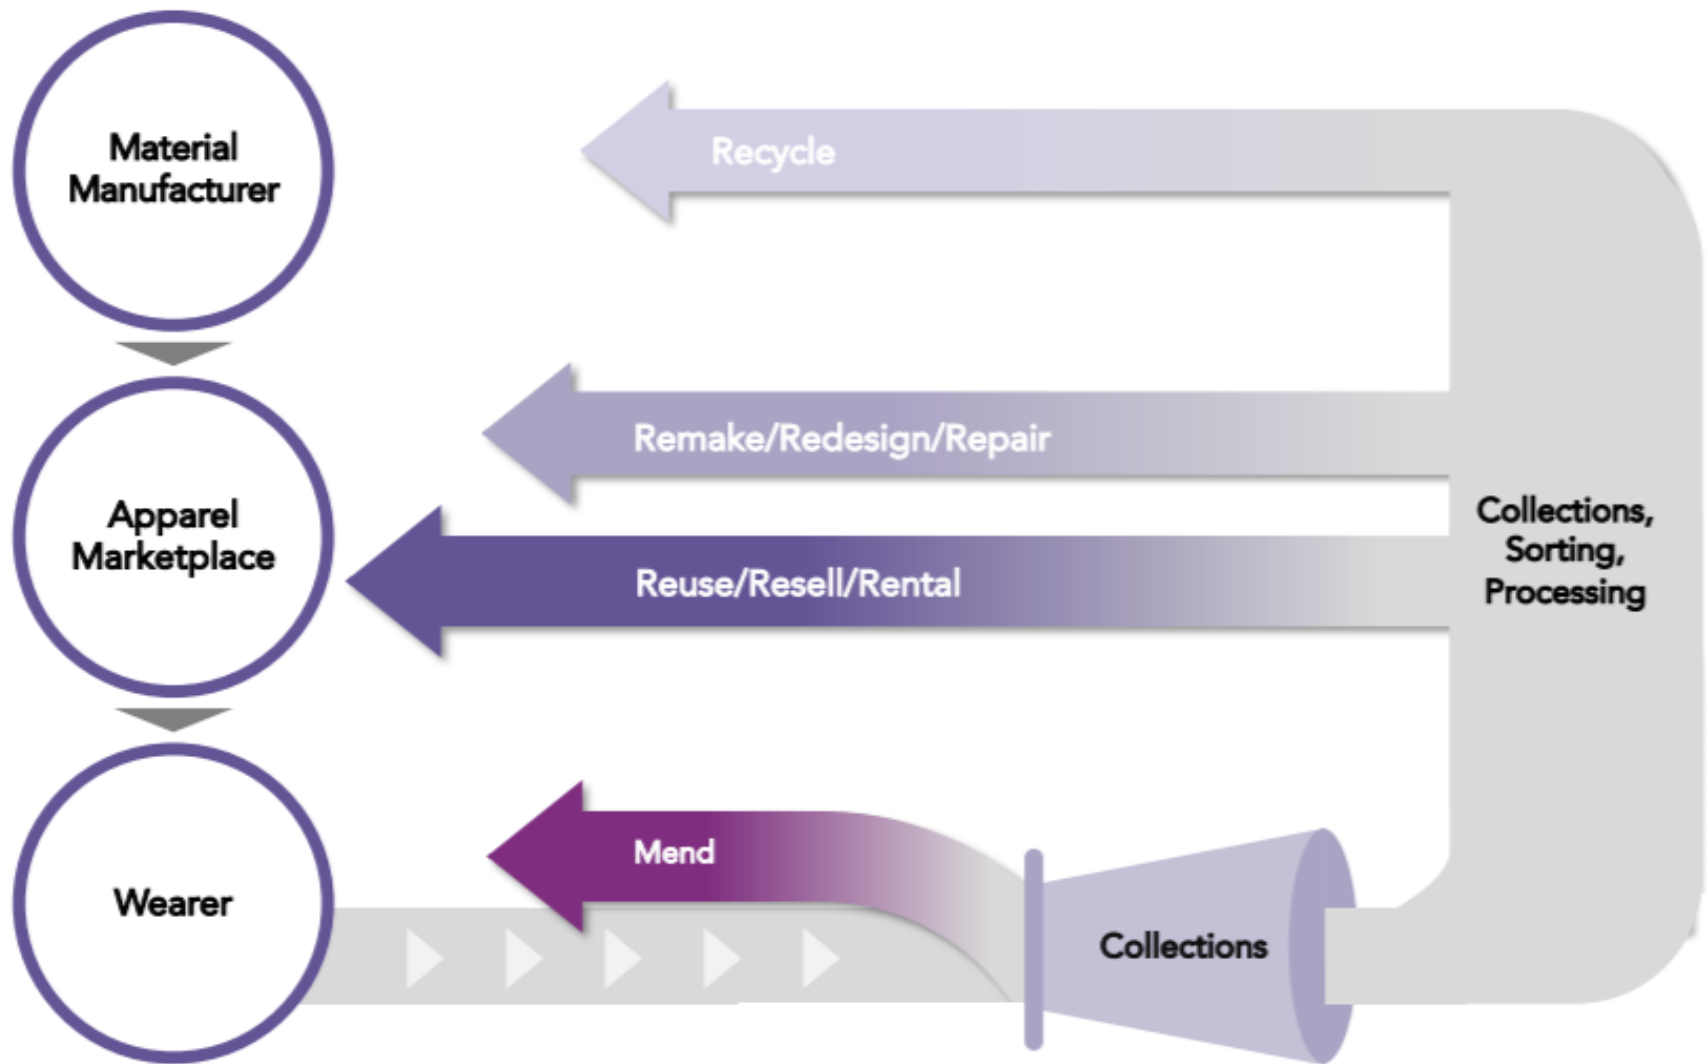 Material
Manufacturer
Recycle
Remake/Redesign/Repair
Apparel
Marketplace
Reuse/Resell/Rental
Collections,
Sorting,
Processing
Mend
Wearer
Collections